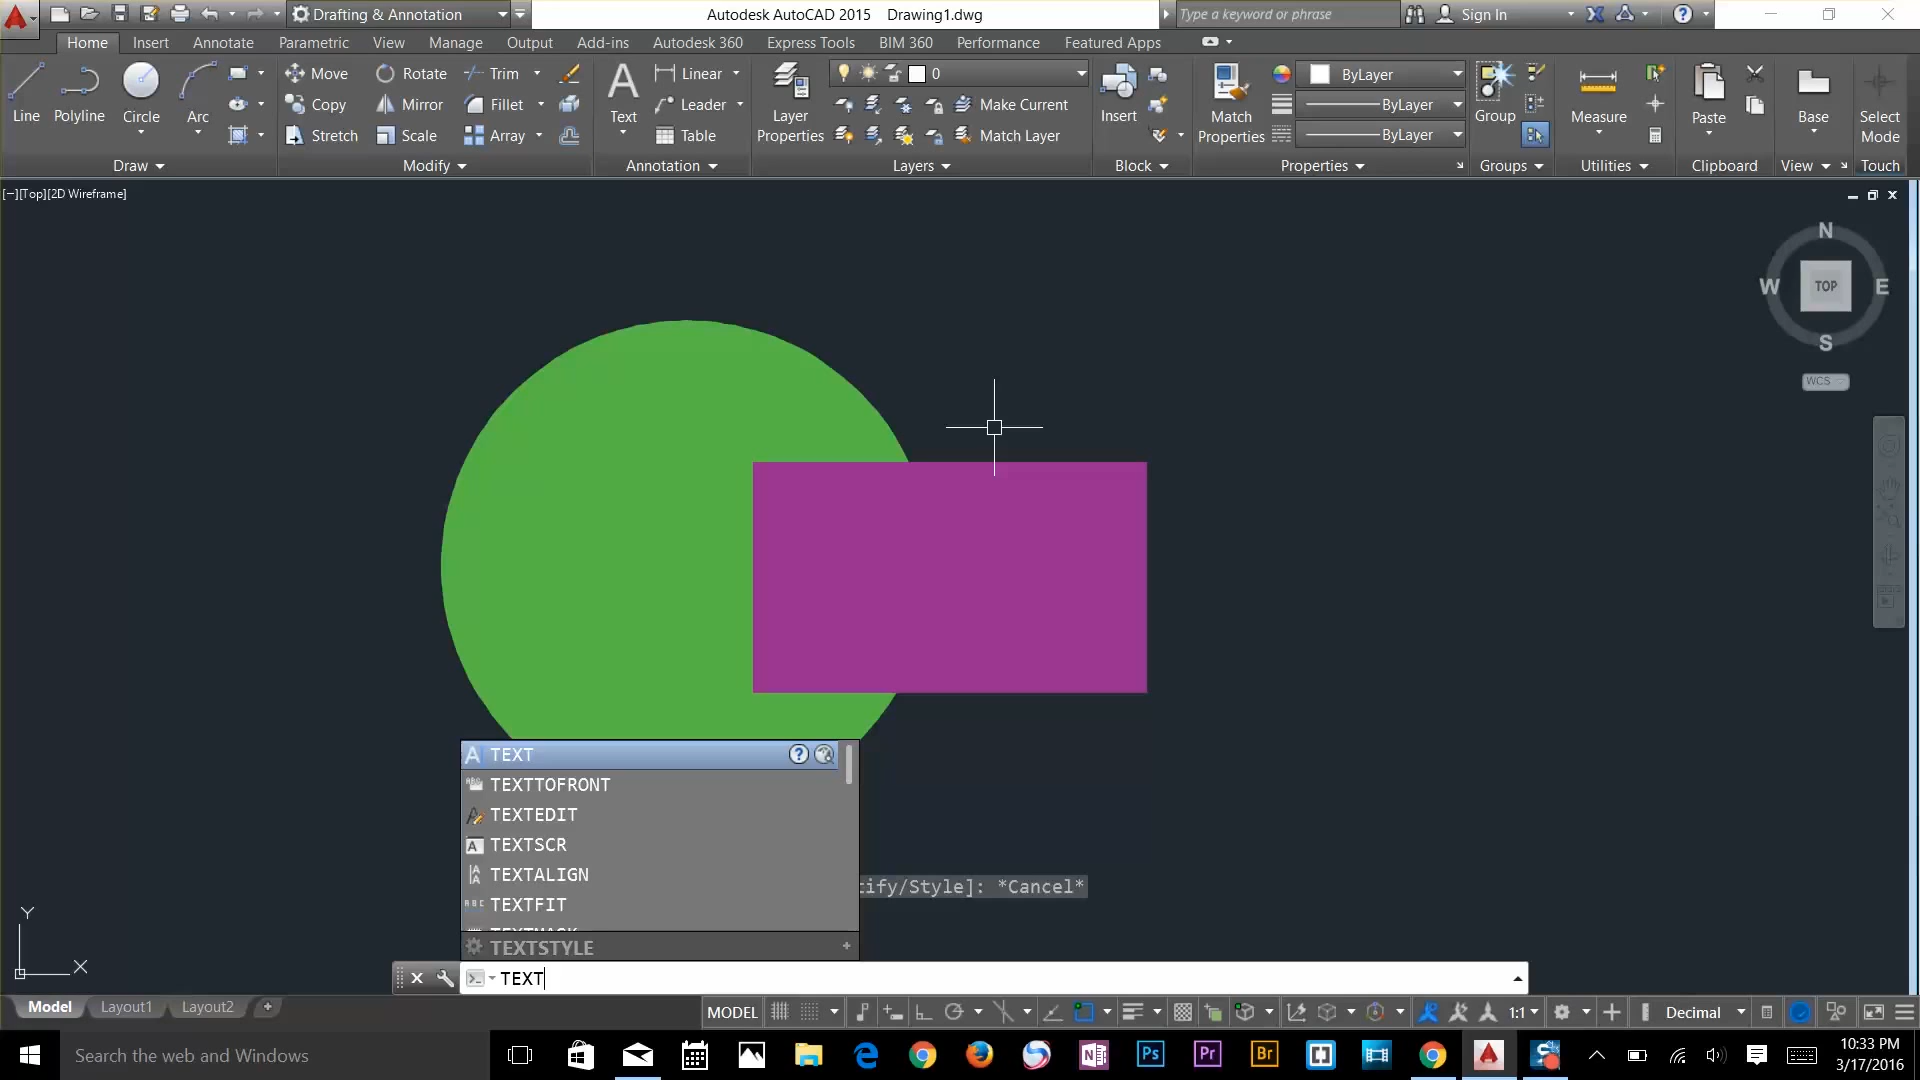 Drafting & Annotation
Autodesk AutoCAD 2015 Drawing1.dwg
Type a keyword or phrase
Sign In
Home Insert Annotate Parametric View Manage Output Add-ins Autodesk 360 Express Tools BIM 360 Performance Featured Apps
Line Polyline Circle Arc
Move Rotate Trim
Copy Mirror Fillet
Stretch Scale Array
Text Linear
Leader
Table
Layer Properties
0
Make Current
Match Layer
Insert
Match Properties
ByLayer
ByLayer
ByLayer
Group
Measure
Paste
Base
Select Mode
Draw Modify Annotation Layers Block Properties Groups Utilities Clipboard View Touch
[−][Top][2D Wireframe]
N
W TOP E
S
WCS
TEXT
TEXTTOFRONT
TEXTEDIT
TEXTSCR
TEXTALIGN
TEXTFIT
TEXTMASK
TEXTSTYLE
tify/Style]: *Cancel*
TEXT
Y
X
Model Layout1 Layout2
MODEL 1:1 Decimal
Search the web and Windows
Ps Pr Br
10:33 PM
3/17/2016